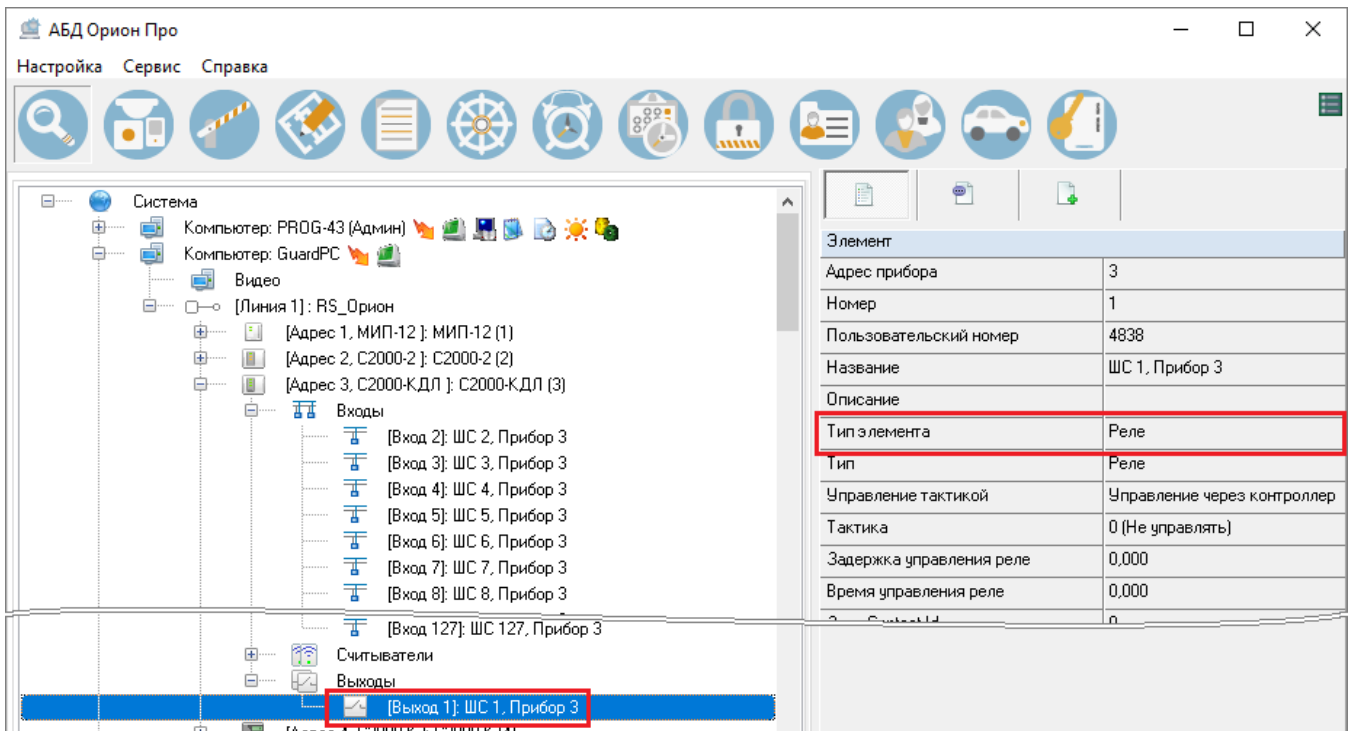 АБД Орион Про
Настройка Сервис Справка
Система
Компьютер: PROG-43 (Админ)
Компьютер: GuardPC
Видео
[Линия 1] : RS_Орион
[Адрес 1, МИП-12 ]: МИП-12 (1)
[Адрес 2, С2000-2 ]: С2000-2 (2)
[Адрес 3, С2000-КДЛ ]: С2000-КДЛ (3)
Входы
[Вход 2]: ШС 2, Прибор 3
[Вход 3]: ШС 3, Прибор 3
[Вход 4]: ШС 4, Прибор 3
[Вход 5]: ШС 5, Прибор 3
[Вход 6]: ШС 6, Прибор 3
[Вход 7]: ШС 7, Прибор 3
[Вход 8]: ШС 8, Прибор 3
[Вход 127]: ШС 127, Прибор 3
Считыватели
Выходы
[Выход 1]: ШС 1, Прибор 3
Элемент
Адрес прибора 3
Номер 1
Пользовательский номер 4838
Название ШС 1, Прибор 3
Описание
Тип элемента Реле
Тип Реле
Управление тактикой Управление через контроллер
Тактика 0 (Не управлять)
Задержка управления реле 0,000
Время управления реле 0,000